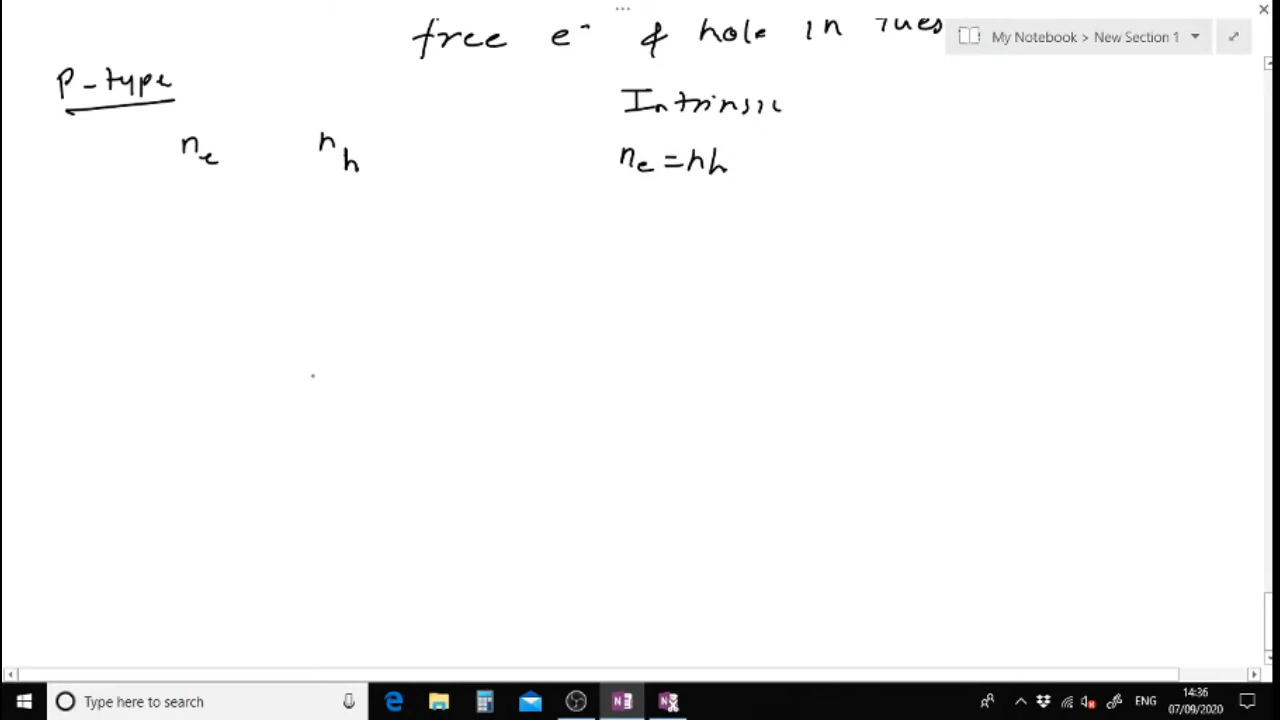 free e⁻ & hole in
My Notebook > New Section 1
P-type
Intrinsic
nₑ nₕ
nₑ = nₕ
Type here to search
ENG
14:36
07/09/2020